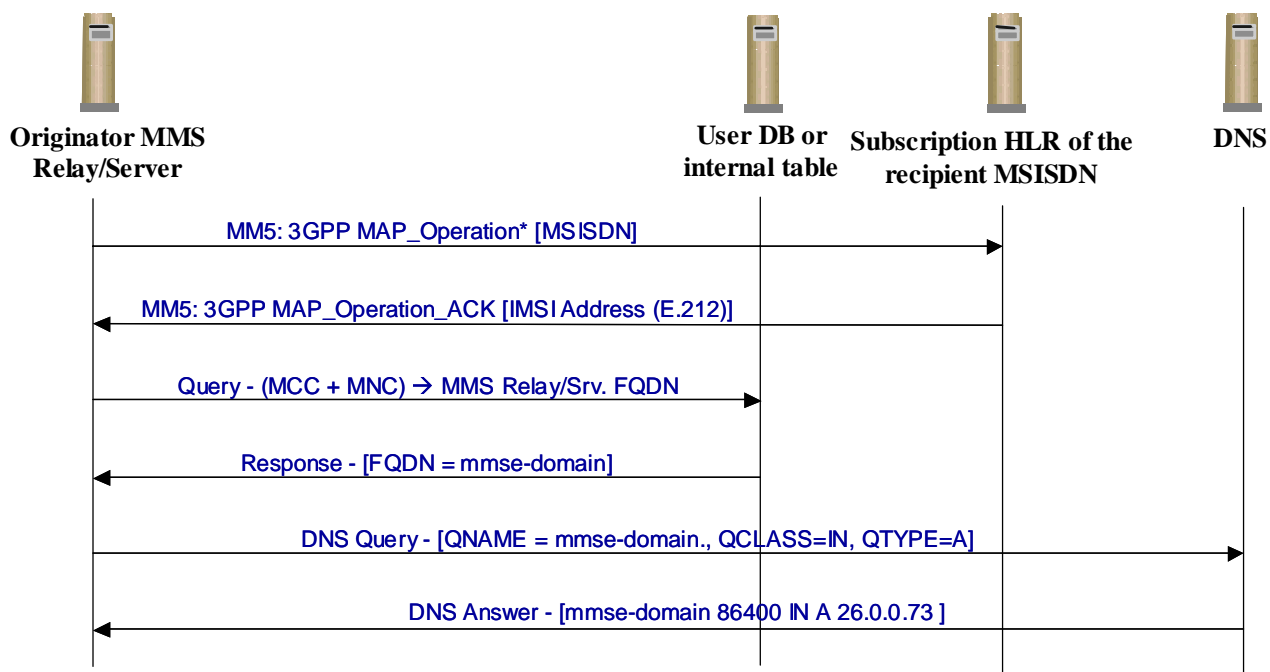 Originator MMS
Relay/Server
User DB or
internal table
Subscription HLR of the
recipient MSISDN
DNS
MM5: 3GPP MAP_Operation* [MSISDN]
MM5: 3GPP MAP_Operation_ACK [IMSI Address (E.212)]
Query - (MCC + MNC) → MMS Relay/Srv. FQDN
Response - [FQDN = mmse-domain]
DNS Query - [QNAME = mmse-domain., QCLASS=IN, QTYPE=A]
DNS Answer - [mmse-domain 86400 IN A 26.0.0.73 ]